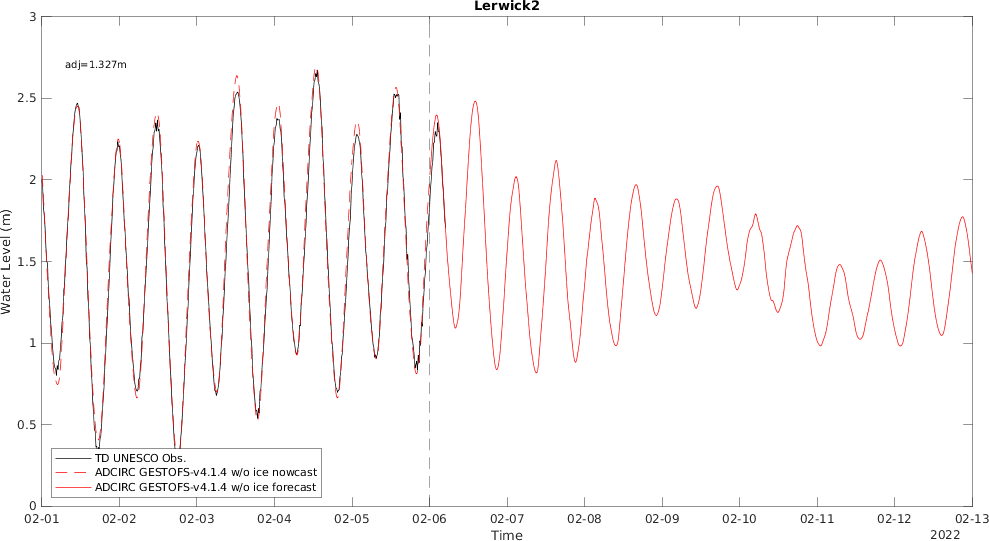 Lerwick2
3
adj=1.327m
2.5
2
Water Level (m)
1.5
1
0.5
TD UNESCO Obs.
ADCIRC GESTOFS-v4.1.4 w/o ice nowcast
ADCIRC GESTOFS-v4.1.4 w/o ice forecast
0
02-01 02-02 02-03 02-04 02-05 02-06 02-07 02-08 02-09 02-10 02-11 02-12 02-13
Time
2022